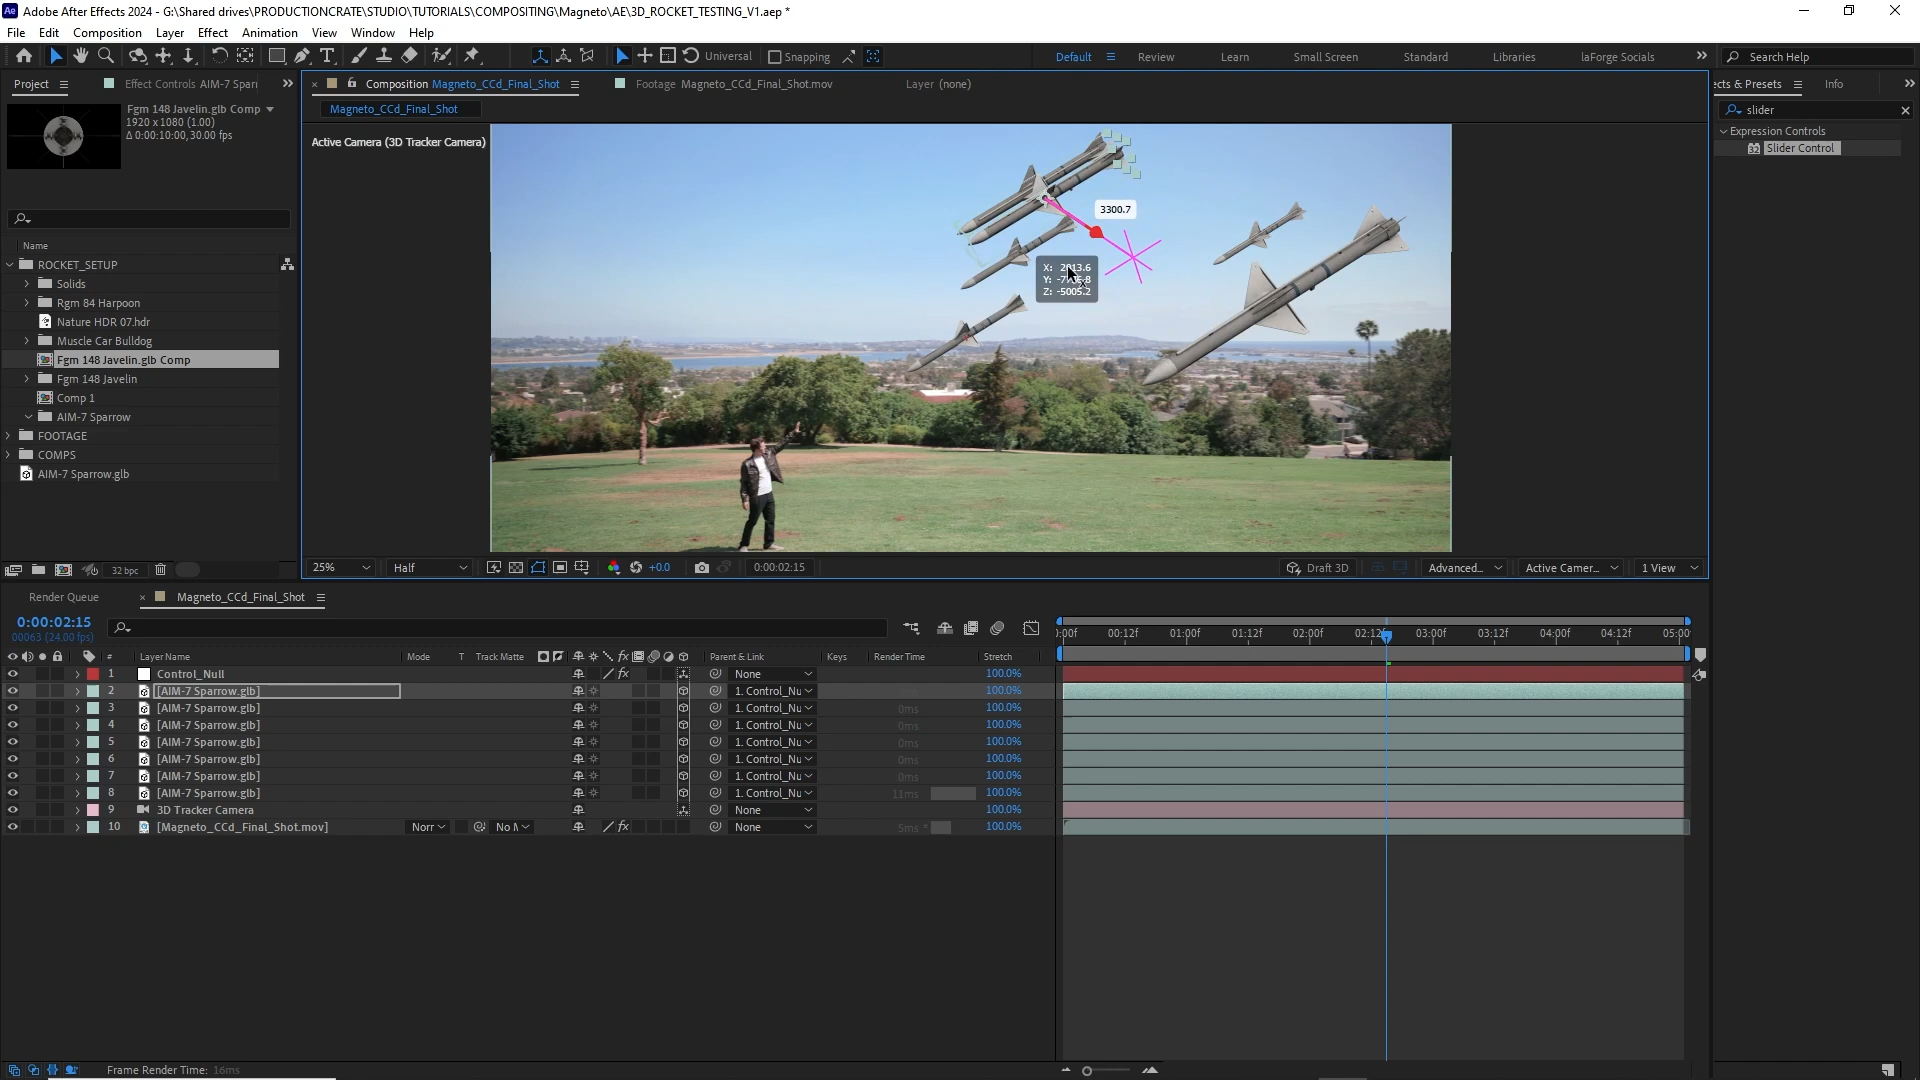 Adobe After Effects 2024 - G:\Shared drives\PRODUCTIONCRATE\STUDIO\TUTORIALS\COMPOSITING\Magneto\AE\3D_ROCKET_TESTING_V1.aep *
File Edit Composition Layer Effect Animation View Window Help
Universal Snapping Default Review Learn Small Screen Standard Libraries laForge Socials Search Help
Project Effect Controls AIM-7 Spar Composition Magneto_CCd_Final_Shot Footage Magneto_CCd_Final_Shot.mov Layer (none) cts & Presets Info
Fgm 148 Javelin.glb Comp
1920 x 1080 (1.00)
Δ 0:00:10:00, 30.00 fps
Magneto_CCd_Final_Shot
slider
Expression Controls
Slider Control
Active Camera (3D Tracker Camera)
3300.7
Z: -5005.2
Name
ROCKET_SETUP
Solids
Rgm 84 Harpoon
Nature HDR 07.hdr
Muscle Car Bulldog
Fgm 148 Javelin.glb Comp
Fgm 148 Javelin
Comp 1
AIM-7 Sparrow
FOOTAGE
COMPS
AIM-7 Sparrow.glb
32 bpc
25% Half +0.0 0:00:02:15 Draft 3D Advanced... Active Camer... 1 View
Render Queue Magneto_CCd_Final_Shot
0:00:02:15
00063 (24.00 fps)
:00f 00:12f 01:00f 01:12f 02:00f 02:12f 03:00f 03:12f 04:00f 04:12f 05:00
# Layer Name Mode T Track Matte Parent & Link Keys Render Time Stretch
1 Control_Null None 100.0%
2 [AIM-7 Sparrow.glb] 1. Control_Nu 100.0%
3 [AIM-7 Sparrow.glb] 1. Control_Nu 0ms 100.0%
4 [AIM-7 Sparrow.glb] 1. Control_Nu 0ms 100.0%
5 [AIM-7 Sparrow.glb] 1. Control_Nu 0ms 100.0%
6 [AIM-7 Sparrow.glb] 1. Control_Nu 0ms 100.0%
7 [AIM-7 Sparrow.glb] 1. Control_Nu 0ms 100.0%
8 [AIM-7 Sparrow.glb] 1. Control_Nu 11ms 100.0%
9 3D Tracker Camera None 100.0%
10 [Magneto_CCd_Final_Shot.mov] Norr No M None 5ms * 100.0%
Frame Render Time: 16ms